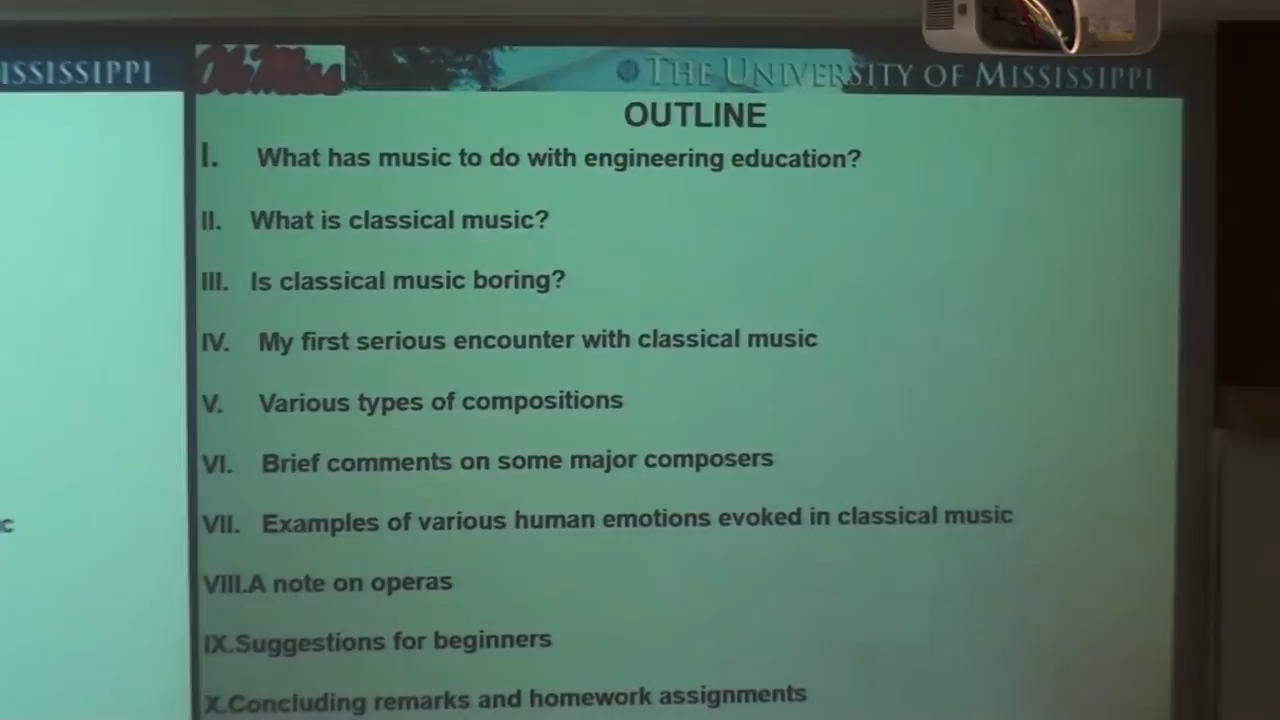 ISSISSIPPI
Ole Miss
THE UNIVERSITY OF MISSISSIPPI
OUTLINE
I. What has music to do with engineering education?
II. What is classical music?
III. Is classical music boring?
IV. My first serious encounter with classical music
V. Various types of compositions
VI. Brief comments on some major composers
c
VII. Examples of various human emotions evoked in classical music
VIII.A note on operas
IX.Suggestions for beginners
X.Concluding remarks and homework assignments